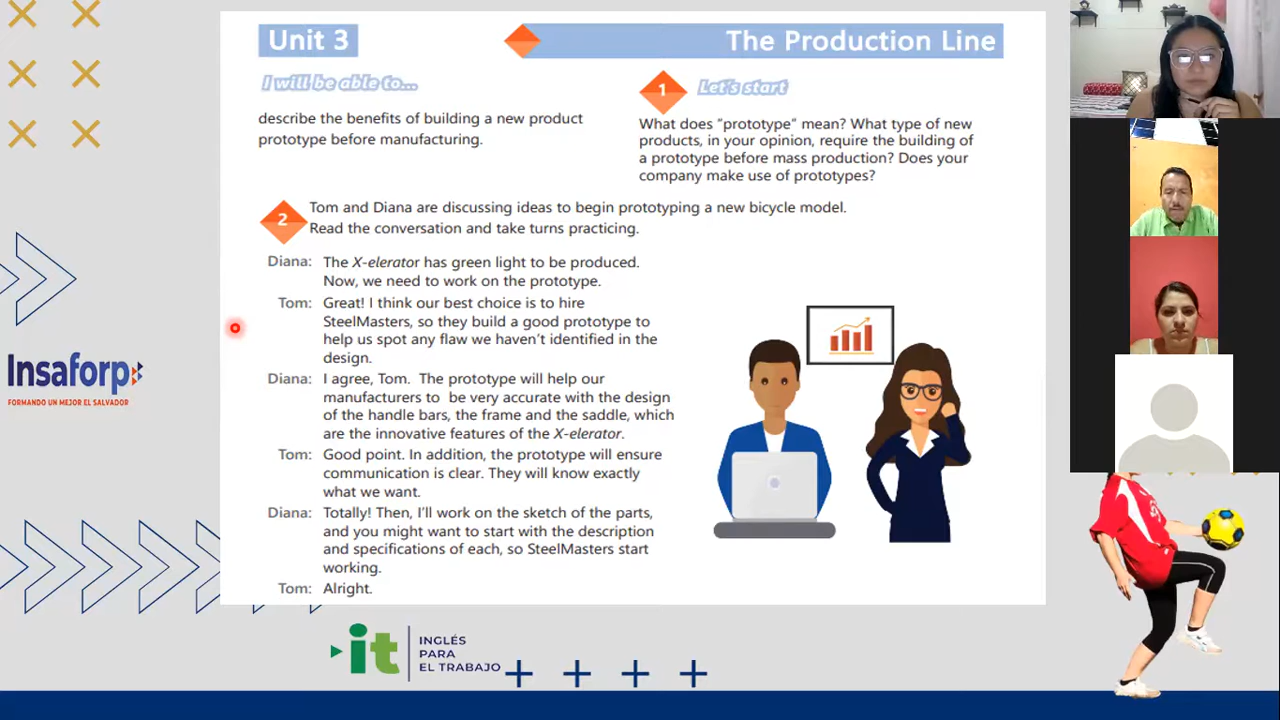 Unit 3
The Production Line
I will be able to...
describe the benefits of building a new product
prototype before manufacturing.
1
Let's start
What does "prototype" mean? What type of new
products, in your opinion, require the building of
a prototype before mass production? Does your
company make use of prototypes?
2
Tom and Diana are discussing ideas to begin prototyping a new bicycle model.
Read the conversation and take turns practicing.
Diana: The X-elerator has green light to be produced.
Now, we need to work on the prototype.
Tom: Great! I think our best choice is to hire
SteelMasters, so they build a good prototype to
help us spot any flaw we haven't identified in the
design.
Diana: I agree, Tom. The prototype will help our
manufacturers to be very accurate with the design
of the handle bars, the frame and the saddle, which
are the innovative features of the X-elerator.
Tom: Good point. In addition, the prototype will ensure
communication is clear. They will know exactly
what we want.
Diana: Totally! Then, I'll work on the sketch of the parts,
and you might want to start with the description
and specifications of each, so SteelMasters start
working.
Tom: Alright.
Insaforp
FORMANDO UN MEJOR EL SALVADOR
it
INGLÉS
PARA
EL TRABAJO